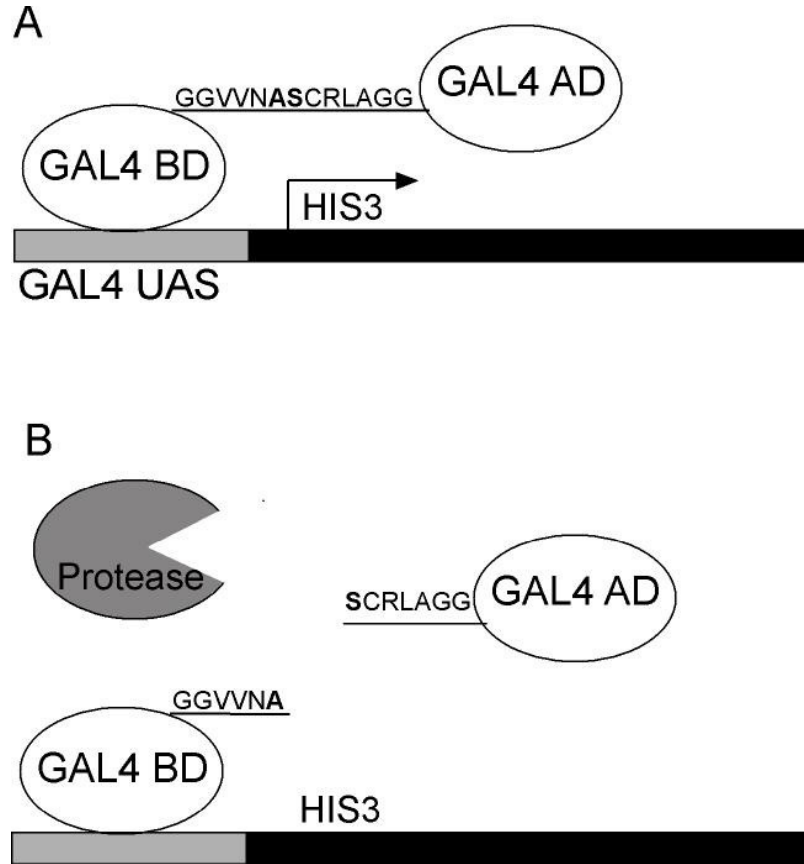 A
GGVVNASCRLAGG
GAL4 AD
GAL4 BD
HIS3
GAL4 UAS
B
Protease
SCRLAGG
GAL4 AD
GGVVNA
GAL4 BD
HIS3